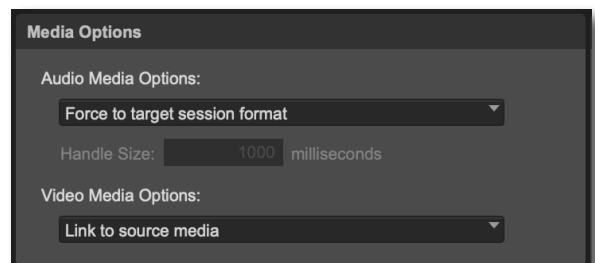 Media Options
Audio Media Options:
Force to target session format
Handle Size: 1000 milliseconds
Video Media Options:
Link to source media